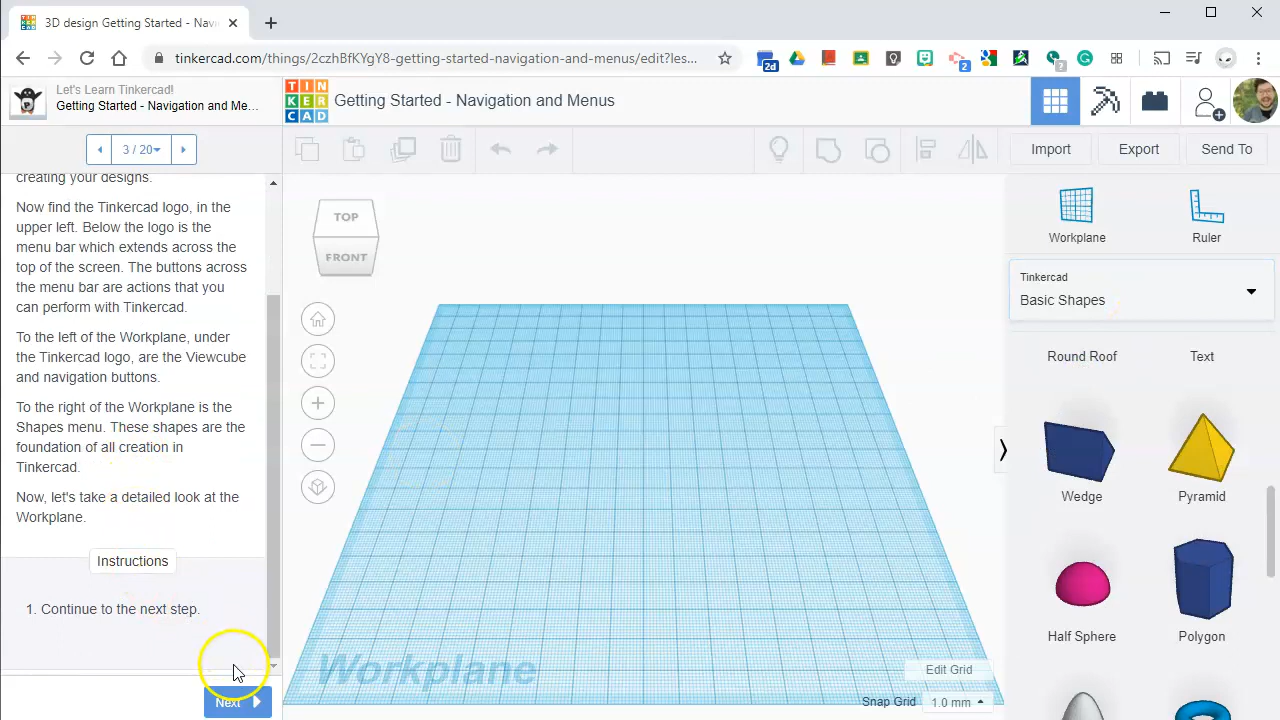 3D design Getting Started - Navi
tinkercad.com/things/2czhBfKYgY8-getting-started-navigation-and-menus/edit?les...
2d
2
?
Let's Learn Tinkercad!
Getting Started - Navigation and Me...
TIN
KER
CAD
Getting Started - Navigation and Menus
3 / 20
Import
Export
Send To
creating your designs.
Now find the Tinkercad logo, in the
upper left. Below the logo is the
menu bar which extends across the
top of the screen. The buttons across
the menu bar are actions that you
can perform with Tinkercad.
To the left of the Workplane, under
the Tinkercad logo, are the Viewcube
and navigation buttons.
To the right of the Workplane is the
Shapes menu. These shapes are the
foundation of all creation in
Tinkercad.
Now, let's take a detailed look at the
Workplane.
Instructions
1. Continue to the next step.
Next
TOP
FRONT
Workplane
Edit Grid
Snap Grid 1.0 mm
Workplane
Ruler
Tinkercad
Basic Shapes
Round Roof
Text
Wedge
Pyramid
Half Sphere
Polygon